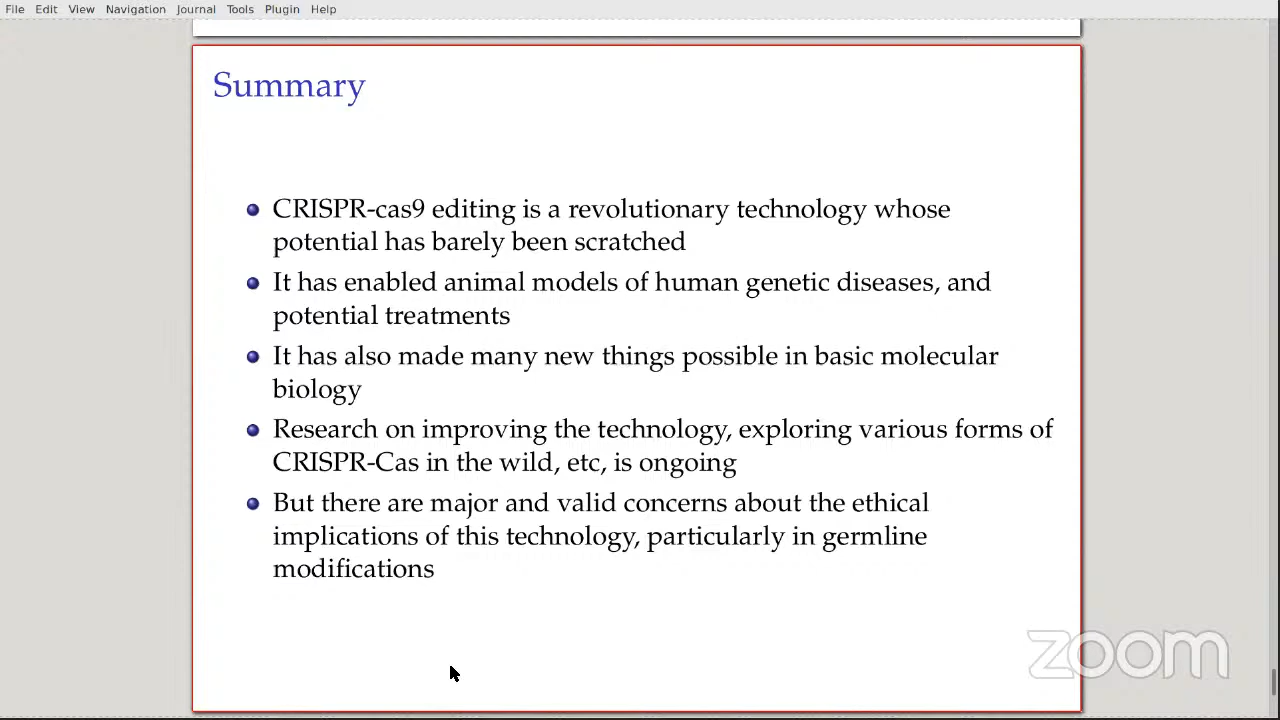 File Edit View Navigation Journal Tools Plugin Help
Summary
CRISPR-cas9 editing is a revolutionary technology whose
potential has barely been scratched
It has enabled animal models of human genetic diseases, and
potential treatments
It has also made many new things possible in basic molecular
biology
Research on improving the technology, exploring various forms of
CRISPR-Cas in the wild, etc, is ongoing
But there are major and valid concerns about the ethical
implications of this technology, particularly in germline
modifications
zoom